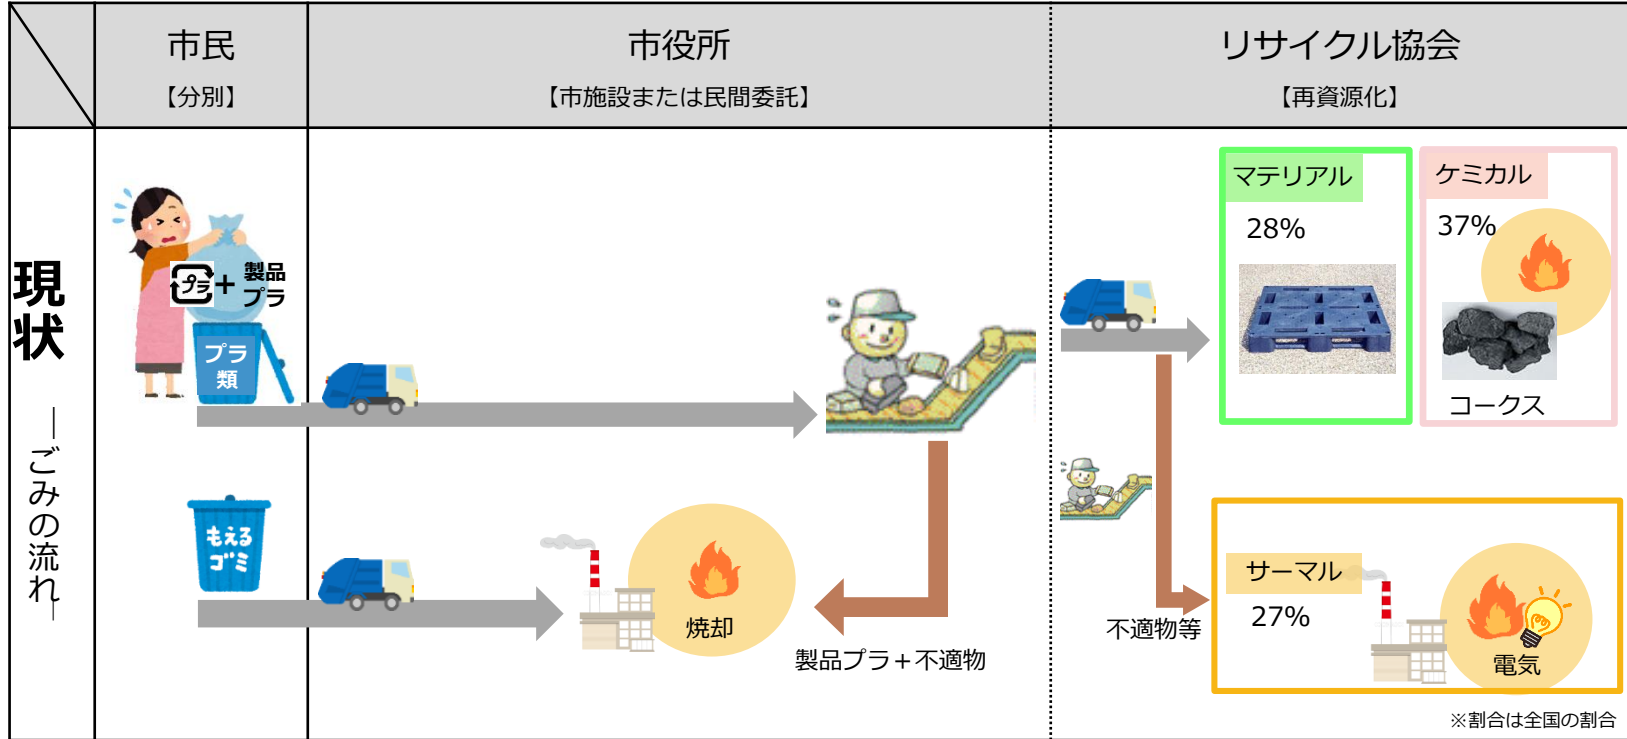 市民
【分別】
市役所
【市施設または民間委託】
リサイクル協会
【再資源化】
現状
―ごみの流れ―
プラ
+
製品
プラ
プラ
類
もえる
ゴミ
焼却
製品プラ+不適物
不適物等
マテリアル
28%
ケミカル
37%
コークス
サーマル
27%
電気
※割合は全国の割合